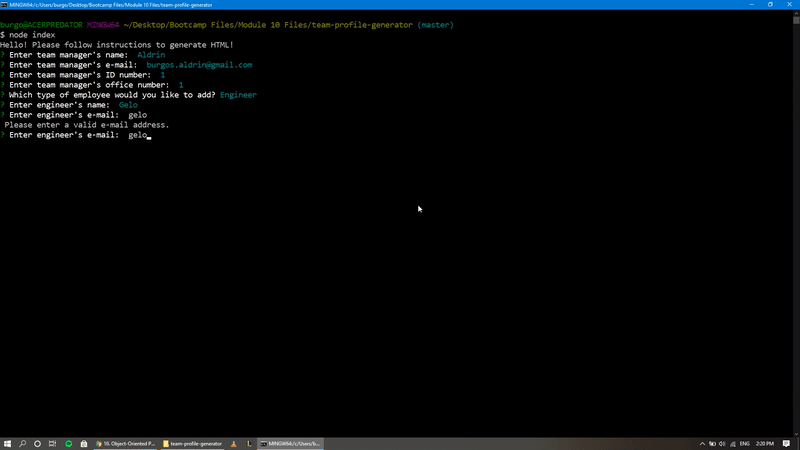 MINGW64:/c/Users/burgo/Desktop/Bootcamp Files/Module 10 Files/team-profile-generator
burgo@ACERPREDATOR MINGW64 ~/Desktop/Bootcamp Files/Module 10 Files/team-profile-generator (master)
$ node index
Hello! Please follow instructions to generate HTML!
? Enter team manager's name: Aldrin
? Enter team manager's e-mail: burgos.aldrin@gmail.com
? Enter team manager's ID number: 1
? Enter team manager's office number: 1
? Which type of employee would you like to add? Engineer
? Enter engineer's name: Gelo
? Enter engineer's e-mail: gelo
Please enter a valid e-mail address.
? Enter engineer's e-mail: gelo
10. Object-Oriented P... team-profile-generator MINGW64:/c/Users/b... ENG 2:20 PM